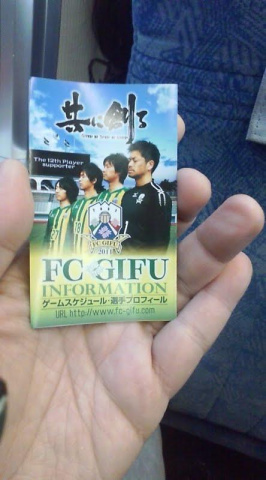 共に創る
The 12th Player
supporter
FC GIFU
2011
FC GIFU
INFORMATION
ゲームスケジュール・選手プロフィール
URL http://www.fc-gifu.com